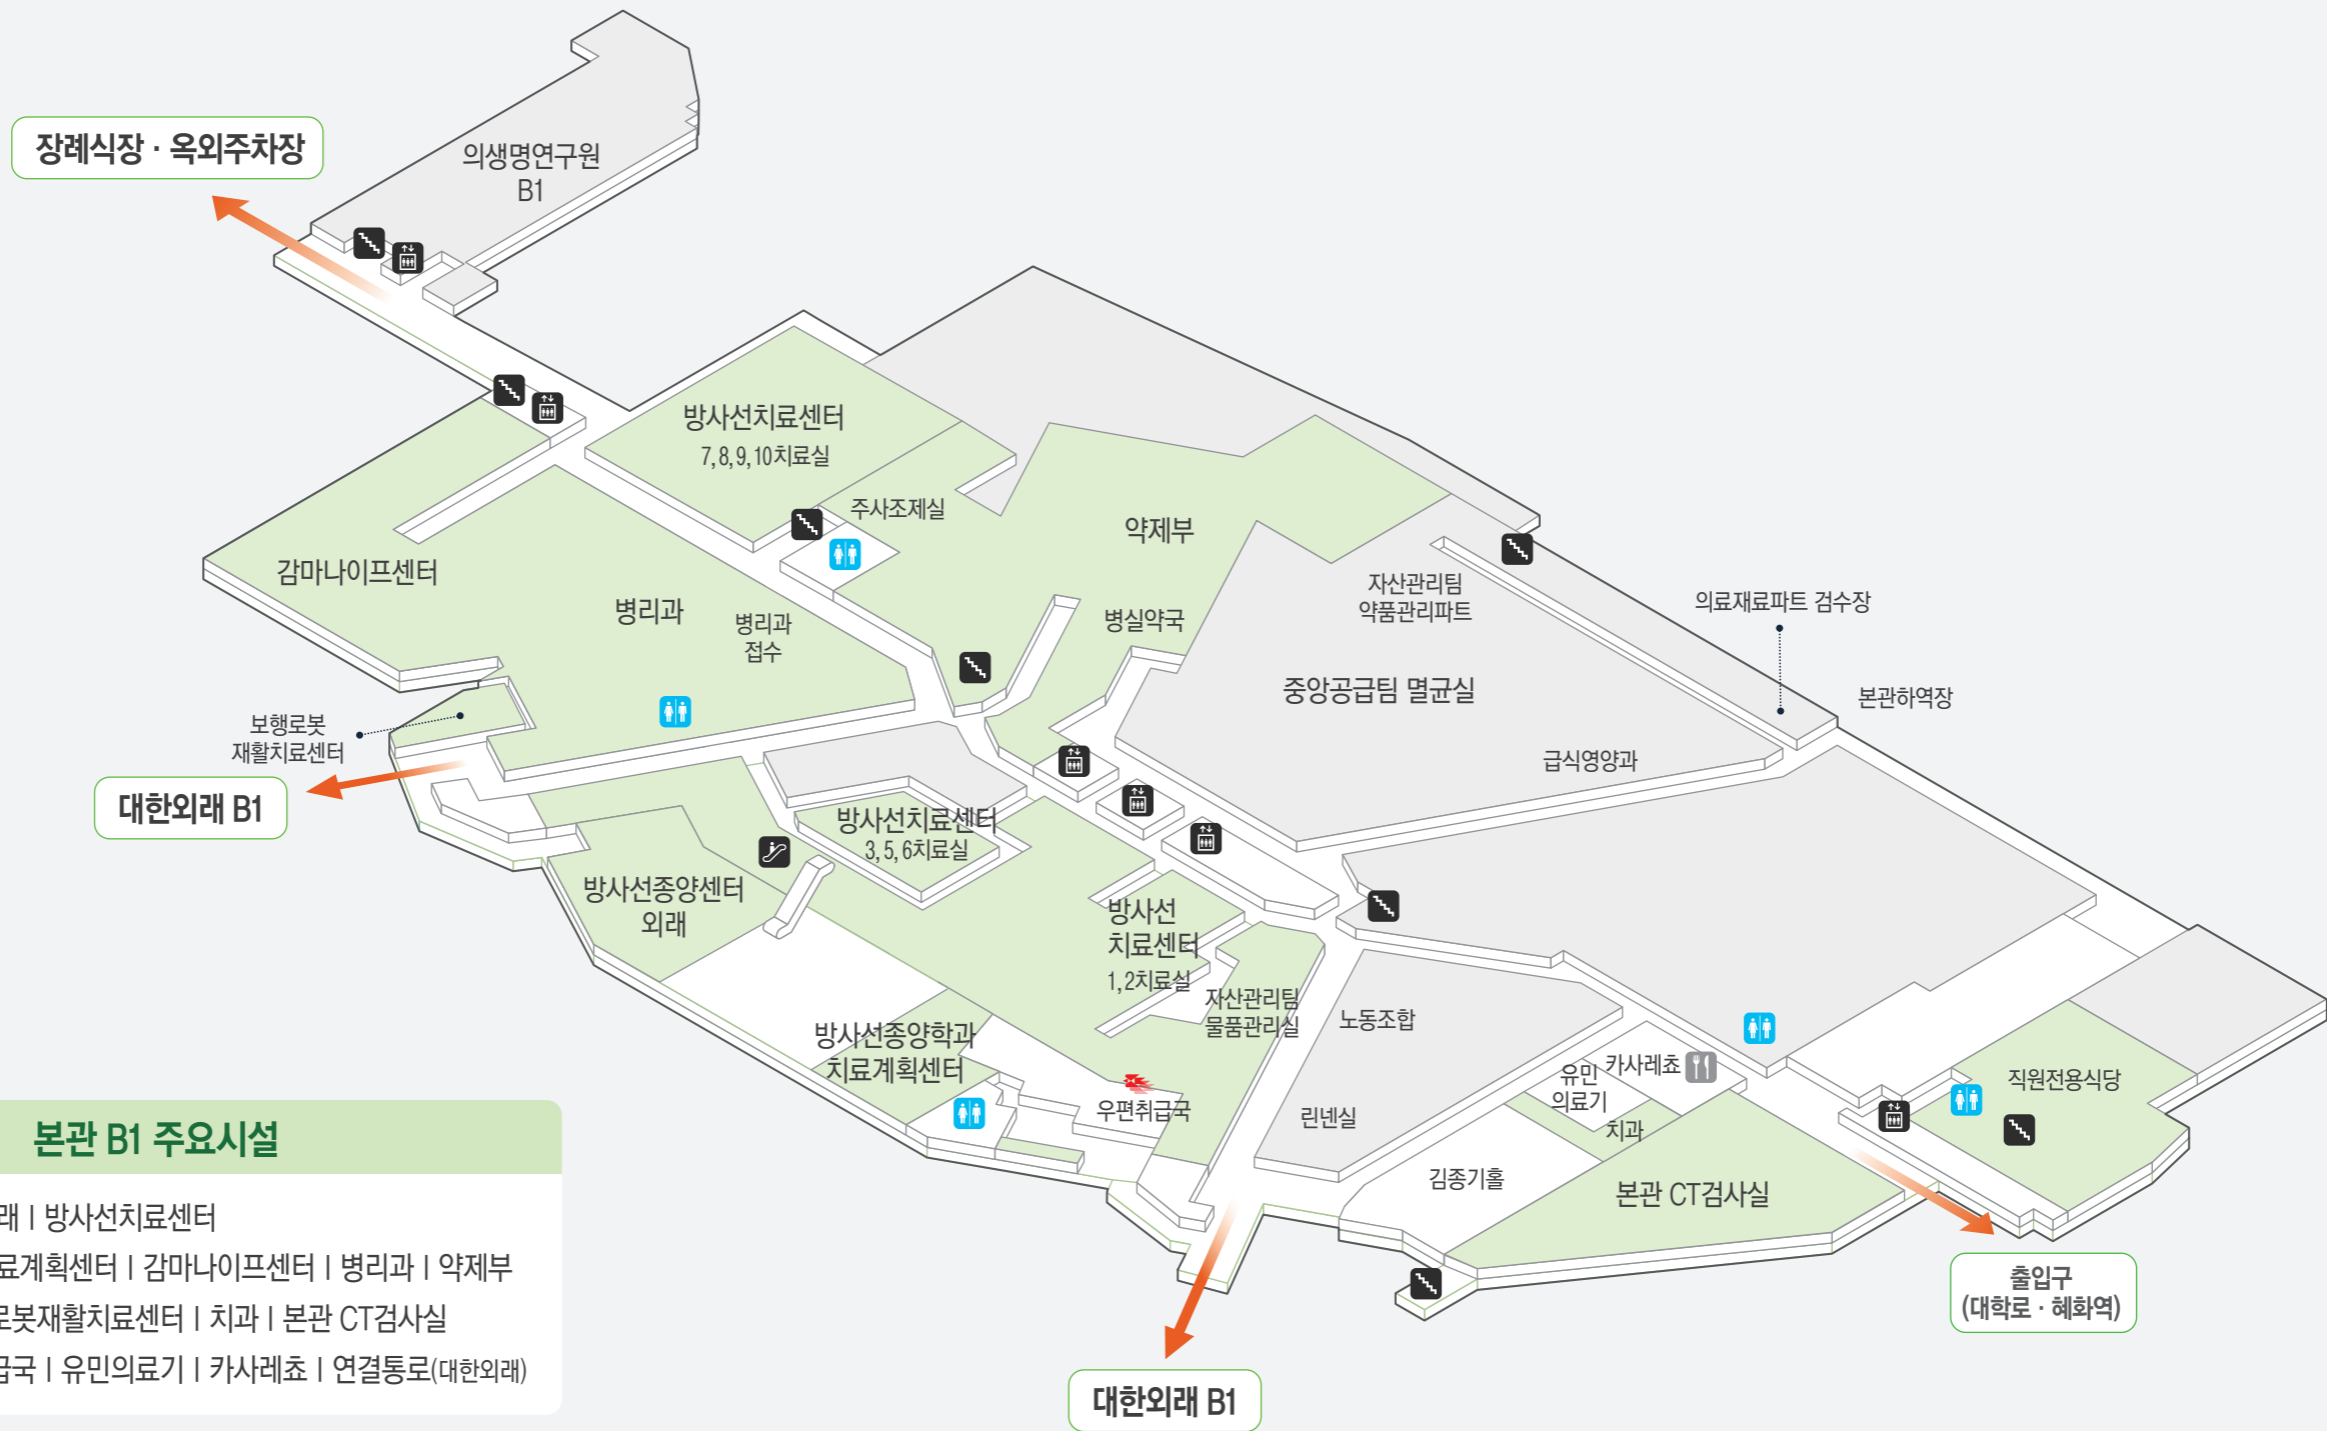 장례식장 · 옥외주차장
의생명연구원
B1
방사선치료센터
7, 8, 9, 10치료실
주사조제실
약제부
감마나이프센터
병리과
병리과
접수
병실약국
자산관리팀
약품관리파트
의료재료파트 검수장
본관하역장
중앙공급팀 멸균실
급식영양과
보행로봇
재활치료센터
대한외래 B1
방사선치료센터
3, 5, 6치료실
방사선종양센터
외래
방사선
치료센터
1, 2치료실
자산관리팀
물품관리실
노동조합
방사선종양학과
치료계획센터
우편취급국
린넨실
카사레쵸
유민
의료기
치과
직원전용식당
김종기홀
본관 CT검사실
출입구
(대학로 · 혜화역)
대한외래 B1
본관 B1 주요시설
래 | 방사선치료센터
료계획센터 | 감마나이프센터 | 병리과 | 약제부
로봇재활치료센터 | 치과 | 본관 CT검사실
급국 | 유민의료기 | 카사레쵸 | 연결통로(대한외래)